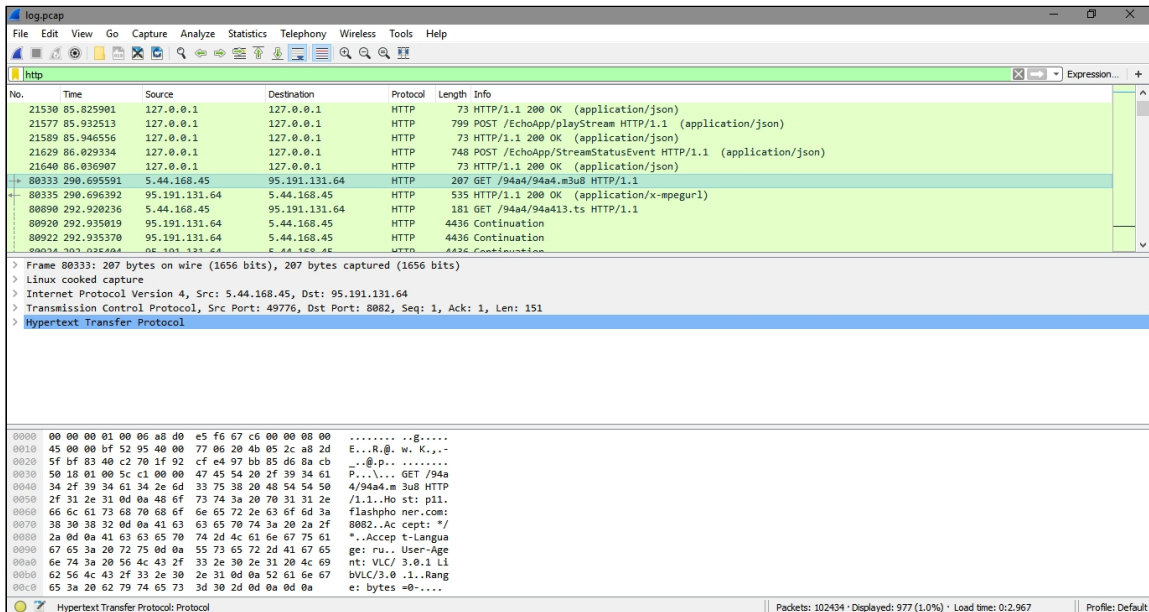 log.pcap
File Edit View Go Capture Analyze Statistics Telephony Wireless Tools Help
http Expression... +
No. Time Source Destination Protocol Length Info
21530 85.825901 127.0.0.1 127.0.0.1 HTTP 73 HTTP/1.1 200 OK (application/json)
21577 85.932513 127.0.0.1 127.0.0.1 HTTP 799 POST /EchoApp/playStream HTTP/1.1 (application/json)
21589 85.946556 127.0.0.1 127.0.0.1 HTTP 73 HTTP/1.1 200 OK (application/json)
21629 86.029334 127.0.0.1 127.0.0.1 HTTP 748 POST /EchoApp/StreamStatusEvent HTTP/1.1 (application/json)
21640 86.036907 127.0.0.1 127.0.0.1 HTTP 73 HTTP/1.1 200 OK (application/json)
80333 290.695591 5.44.168.45 95.191.131.64 HTTP 207 GET /94a4/94a4.m3u8 HTTP/1.1
80335 290.696392 95.191.131.64 5.44.168.45 HTTP 535 HTTP/1.1 200 OK (application/x-mpegurl)
80890 292.920236 5.44.168.45 95.191.131.64 HTTP 181 GET /94a4/94a413.ts HTTP/1.1
80920 292.935019 95.191.131.64 5.44.168.45 HTTP 4436 Continuation
80922 292.935370 95.191.131.64 5.44.168.45 HTTP 4436 Continuation
80924 292.935404 95.191.131.64 5.44.168.45 HTTP 4436 Continuation
> Frame 80333: 207 bytes on wire (1656 bits), 207 bytes captured (1656 bits)
> Linux cooked capture
> Internet Protocol Version 4, Src: 5.44.168.45, Dst: 95.191.131.64
> Transmission Control Protocol, Src Port: 49776, Dst Port: 8082, Seq: 1, Ack: 1, Len: 151
> Hypertext Transfer Protocol
0000 00 00 00 01 00 06 a8 d0 e5 f6 67 c6 00 00 08 00 ........ ..g.....
0010 45 00 00 bf 52 95 40 00 77 06 20 4b 05 2c a8 2d E...R.@. w. K.,.-
0020 5f bf 83 40 c2 70 1f 92 cf e4 97 bb 85 d6 8a cb _..@.p.. ........
0030 50 18 01 00 5c c1 00 00 47 45 54 20 2f 39 34 61 P...\... GET /94a
0040 34 2f 39 34 61 34 2e 6d 33 75 38 20 48 54 54 50 4/94a4.m 3u8 HTTP
0050 2f 31 2e 31 0d 0a 48 6f 73 74 3a 20 70 31 31 2e /1.1..Ho st: p11.
0060 66 6c 61 73 68 70 68 6f 6e 65 72 2e 63 6f 6d 3a flashpho ner.com:
0070 38 30 38 32 0d 0a 41 63 63 65 70 74 3a 20 2a 2f 8082..Ac cept: */
0080 2a 0d 0a 41 63 63 65 70 74 2d 4c 61 6e 67 75 61 *..Accep t-Langua
0090 67 65 3a 20 72 75 0d 0a 55 73 65 72 2d 41 67 65 ge: ru.. User-Age
00a0 6e 74 3a 20 56 4c 43 2f 33 2e 30 2e 31 20 4c 69 nt: VLC/ 3.0.1 Li
00b0 62 56 4c 43 2f 33 2e 30 2e 31 0d 0a 52 61 6e 67 bVLC/3.0 .1..Rang
00c0 65 3a 20 62 79 74 65 73 3d 30 2d 0d 0a 0d 0a e: bytes =0-....
Hypertext Transfer Protocol: Protocol Packets: 102434 · Displayed: 977 (1.0%) · Load time: 0:2.967 Profile: Default